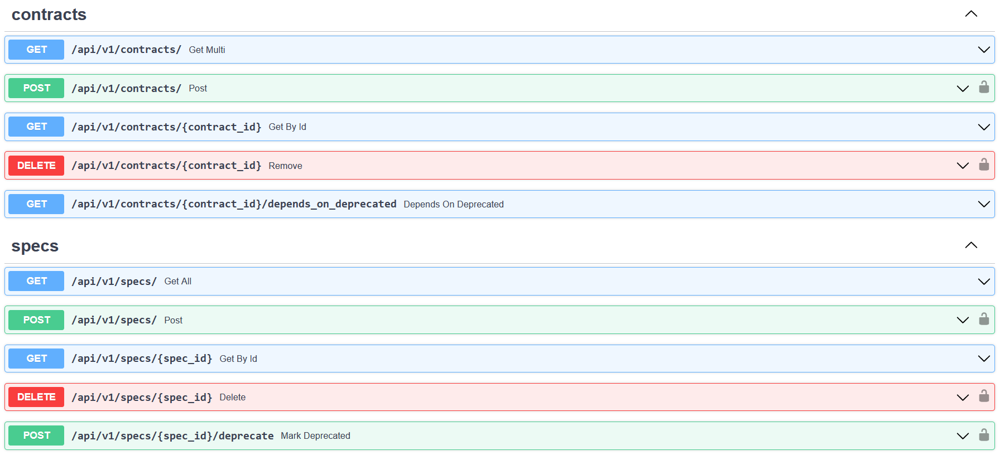 contracts
GET /api/v1/contracts/ Get Multi
POST /api/v1/contracts/ Post
GET /api/v1/contracts/{contract_id} Get By Id
DELETE /api/v1/contracts/{contract_id} Remove
GET /api/v1/contracts/{contract_id}/depends_on_deprecated Depends On Deprecated
specs
GET /api/v1/specs/ Get All
POST /api/v1/specs/ Post
GET /api/v1/specs/{spec_id} Get By Id
DELETE /api/v1/specs/{spec_id} Delete
POST /api/v1/specs/{spec_id}/deprecate Mark Deprecated